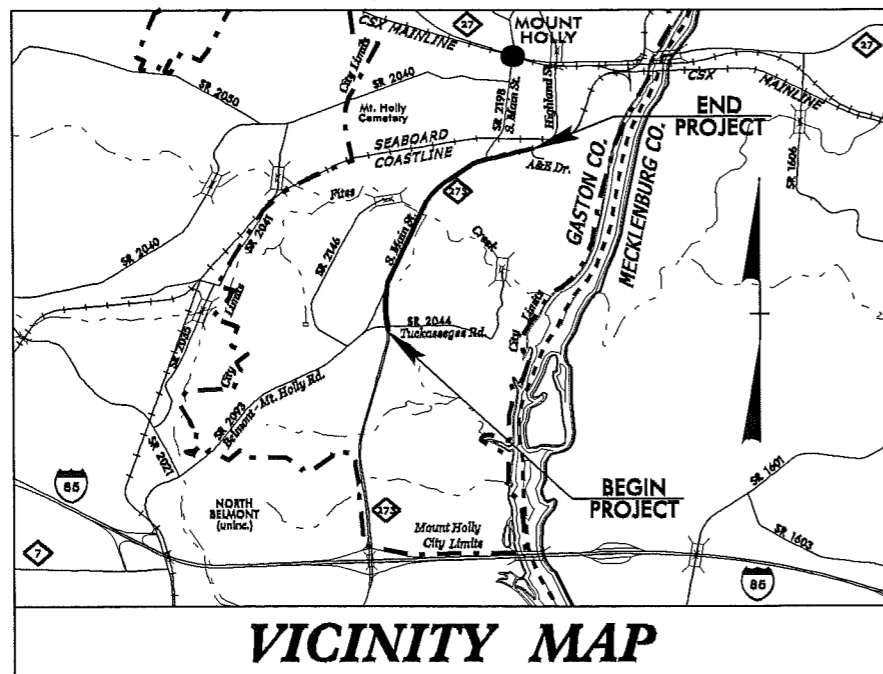 27
MOUNT
HOLLY
CSX MAINLINE
27
City Limits
SR 2040
SR 2050
SR 2198
S. Main St.
Highland St.
CSX
MAINLINE
Mt. Holly
Cemetery
END
PROJECT
SEABOARD
COASTLINE
A&E Dr.
SR 1606
GASTON CO.
MECKLENBURG CO.
273
Fites
Creek
S. Main St.
SR 2041
SR 2040
SR 2146
City Limits
City Limits
SR 2044
Tuckassegee Rd.
SR 2035
SR 2093
Belmont - Mt. Holly Rd.
SR 2021
85
NORTH
BELMONT
(uninc.)
273
BEGIN
PROJECT
SR 1601
SR 1603
Mount Holly
City Limits
7
85
VICINITY MAP